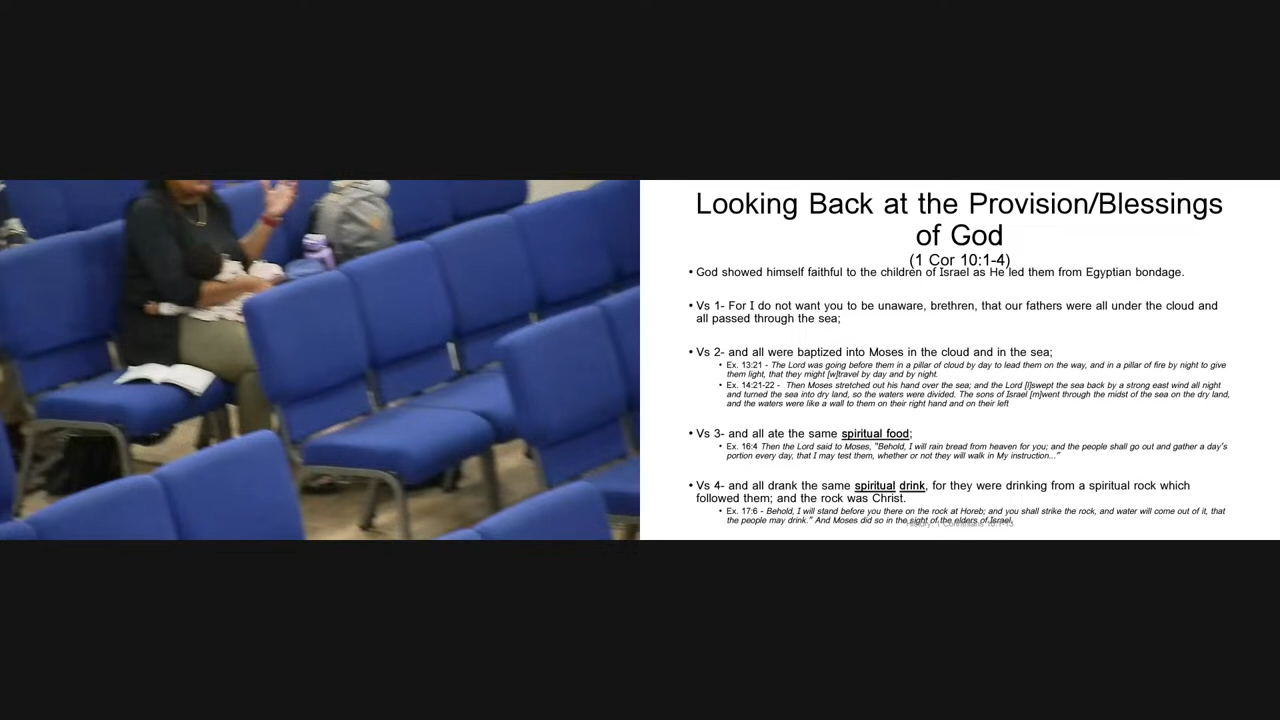 Looking Back at the Provision/Blessings
of God
(1 Cor 10:1-4)
• God showed himself faithful to the children of Israel as He led them from Egyptian bondage.
• Vs 1- For I do not want you to be unaware, brethren, that our fathers were all under the cloud and
all passed through the sea;
• Vs 2- and all were baptized into Moses in the cloud and in the sea;
• Ex. 13:21 - The Lord was going before them in a pillar of cloud by day to lead them on the way, and in a pillar of fire by night to give
them light, that they might [w]travel by day and by night.
• Ex. 14:21-22 - Then Moses stretched out his hand over the sea; and the Lord [l]swept the sea back by a strong east wind all night
and turned the sea into dry land, so the waters were divided. The sons of Israel [m]went through the midst of the sea on the dry land,
and the waters were like a wall to them on their right hand and on their left
• Vs 3- and all ate the same spiritual food;
• Ex. 16:4 Then the Lord said to Moses, "Behold, I will rain bread from heaven for you; and the people shall go out and gather a day's
portion every day, that I may test them, whether or not they will walk in My instruction..."
• Vs 4- and all drank the same spiritual drink, for they were drinking from a spiritual rock which
followed them; and the rock was Christ.
• Ex. 17:6 - Behold, I will stand before you there on the rock at Horeb; and you shall strike the rock, and water will come out of it, that
the people may drink." And Moses did so in the sight of the elders of Israel.